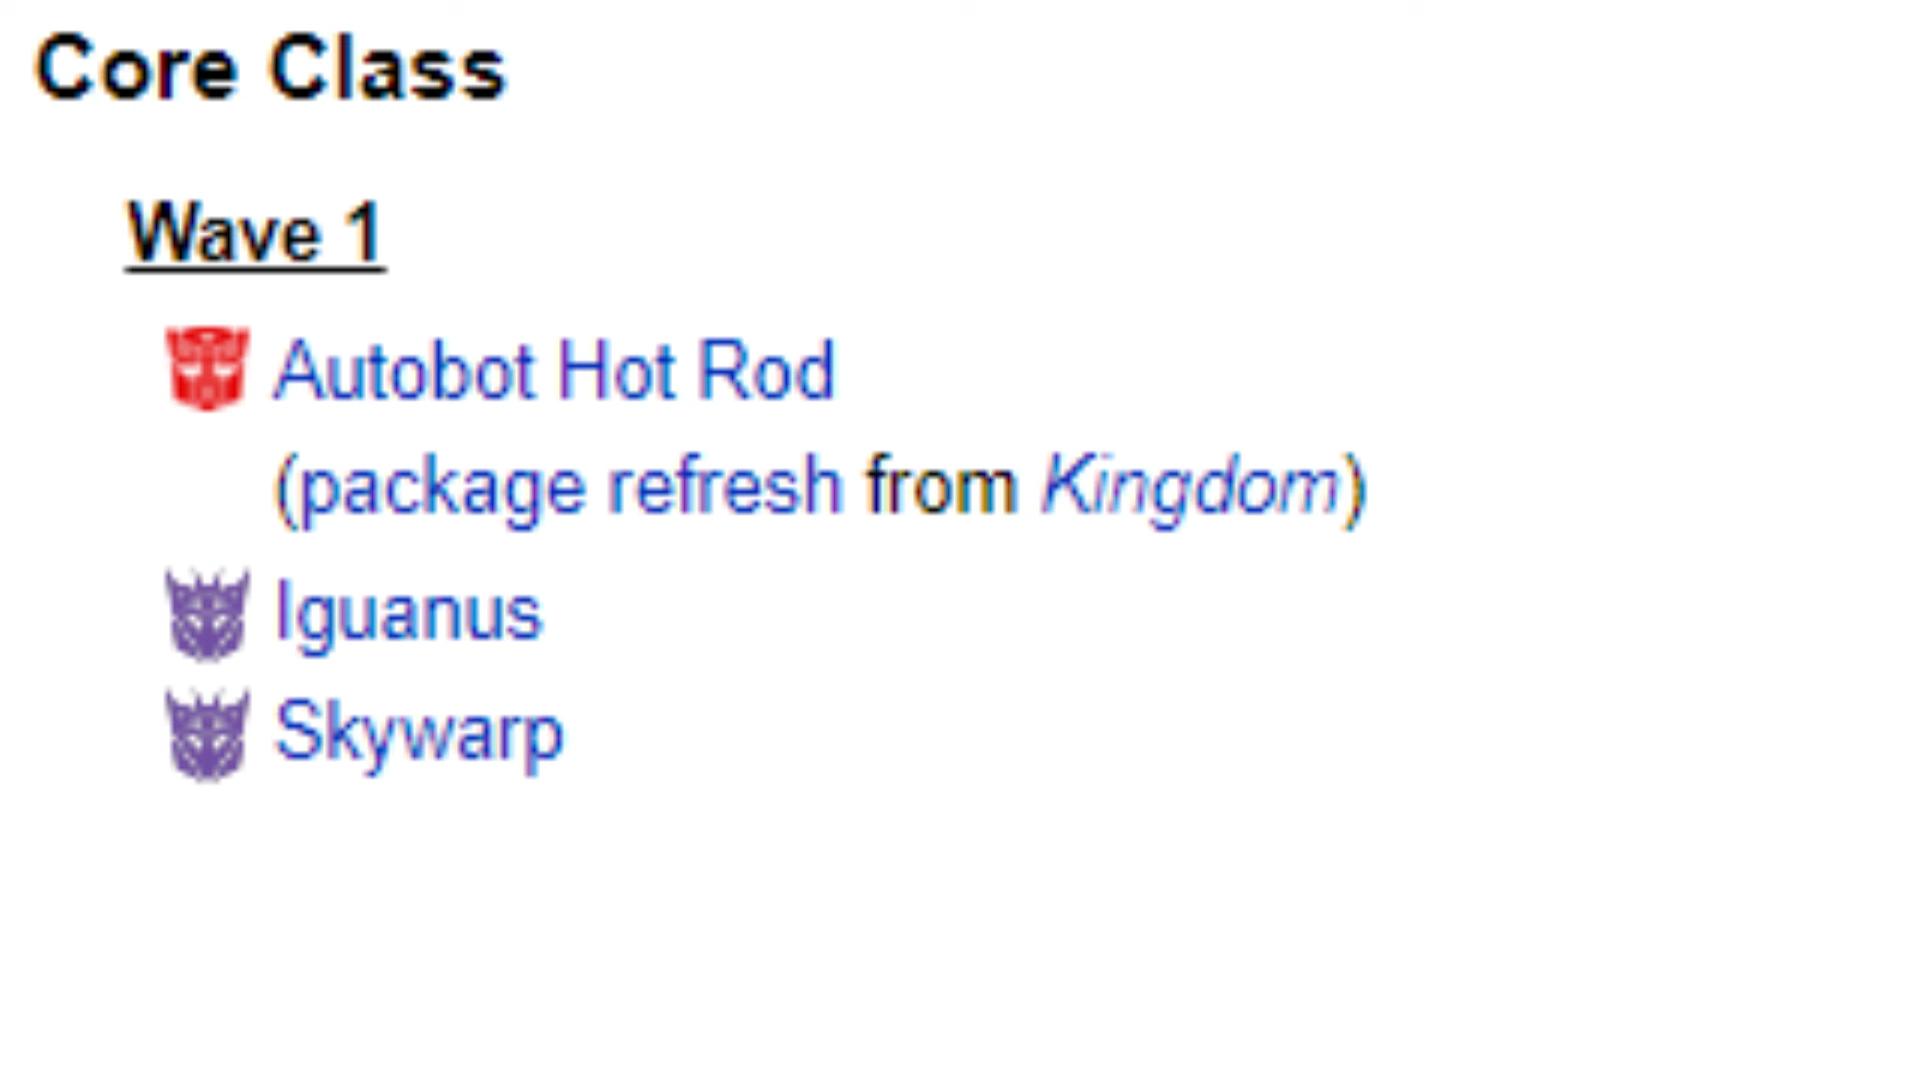 Core Class
Wave 1
Autobot Hot Rod
(package refresh from Kingdom)
Iguanus
Skywarp